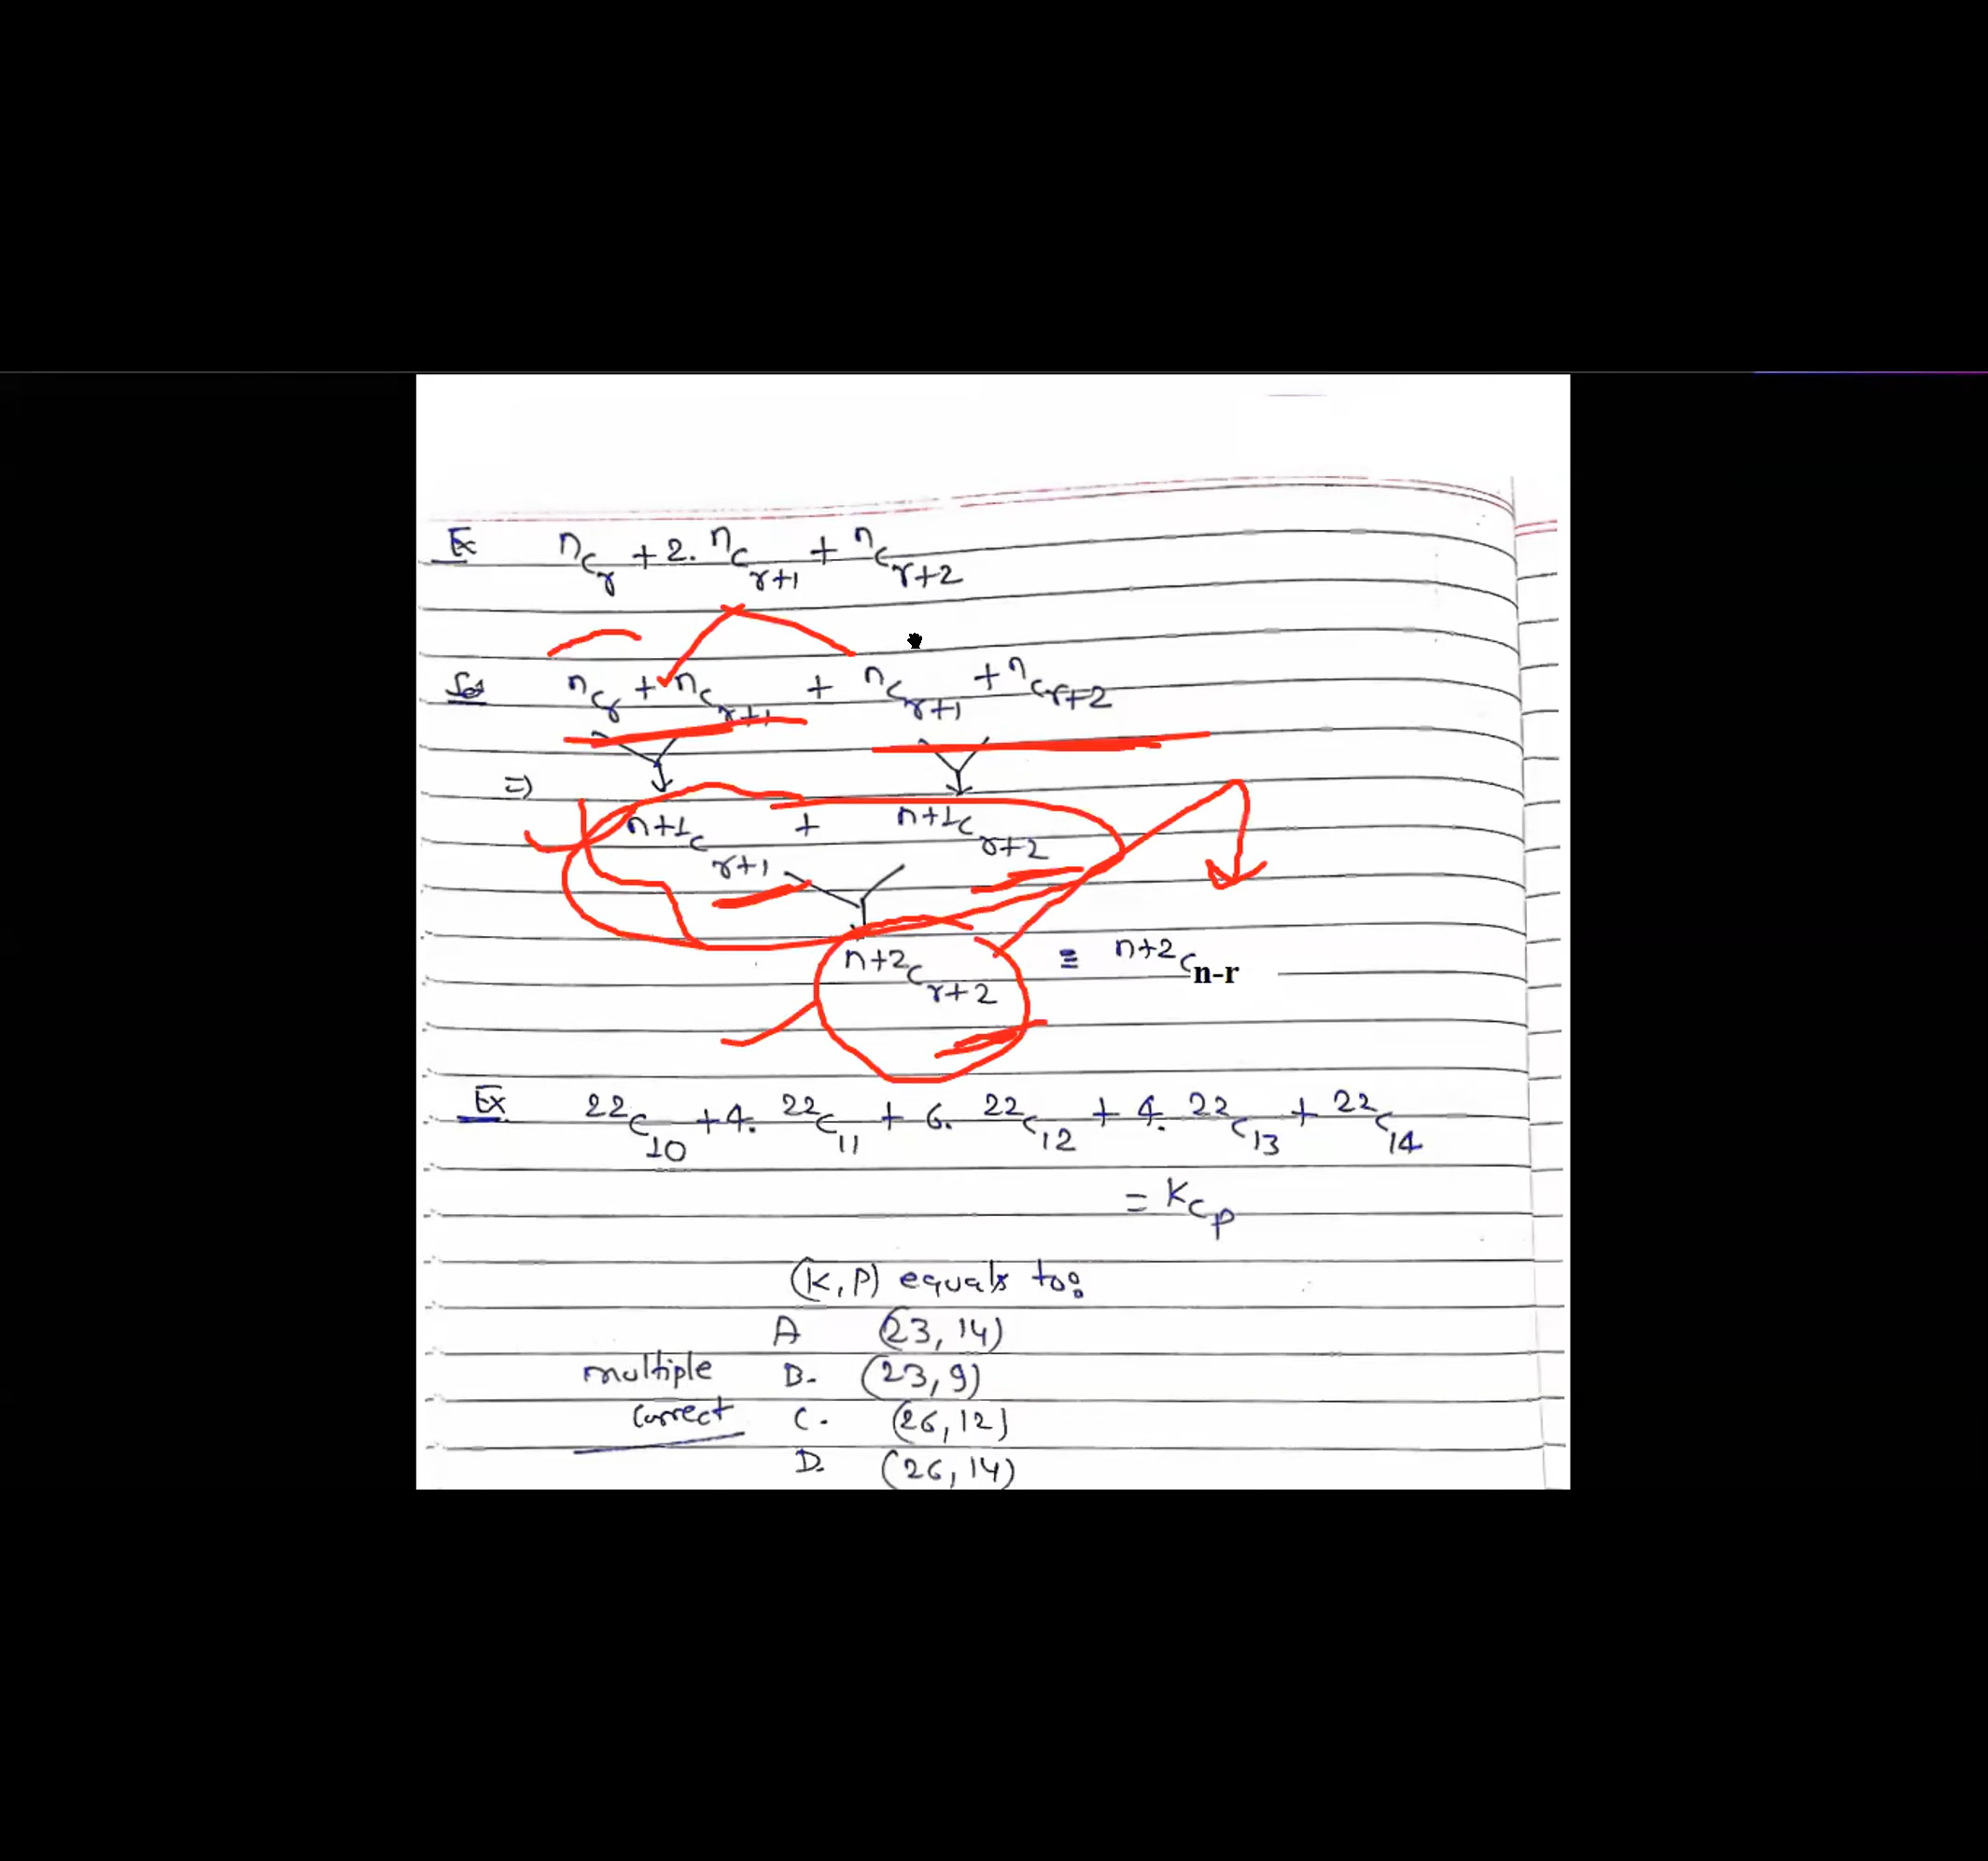 Ex nCr + 2. nCr+1 + nCr+2
Sol nCr + nCr+1 + nCr+1 + nCr+2
=) n+1Cr+1 + n+1Cr+2
n+2Cr+2 ≡ n+2Cn-r
Ex 22C10 + 4. 22C11 + 6. 22C12 + 4. 22C13 + 22C14
= KCp
(K, P) equals to:
A (23, 14)
multiple B. (23, 9)
correct C. (26, 12)
D. (26, 14)